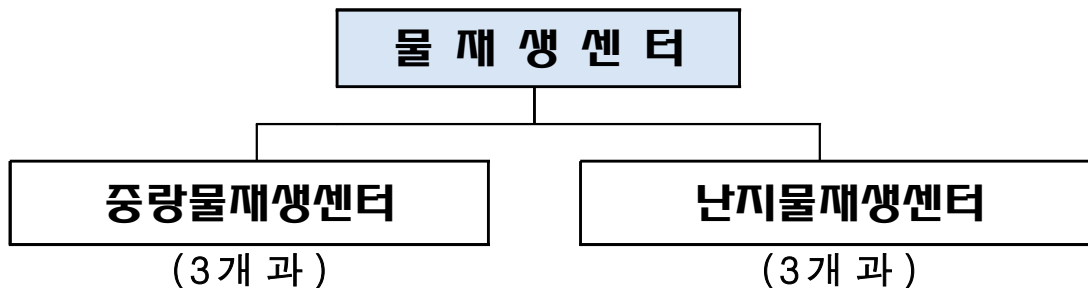 물 재 생 센 터
중랑물재생센터
난지물재생센터
(3개 과)
(3개 과)